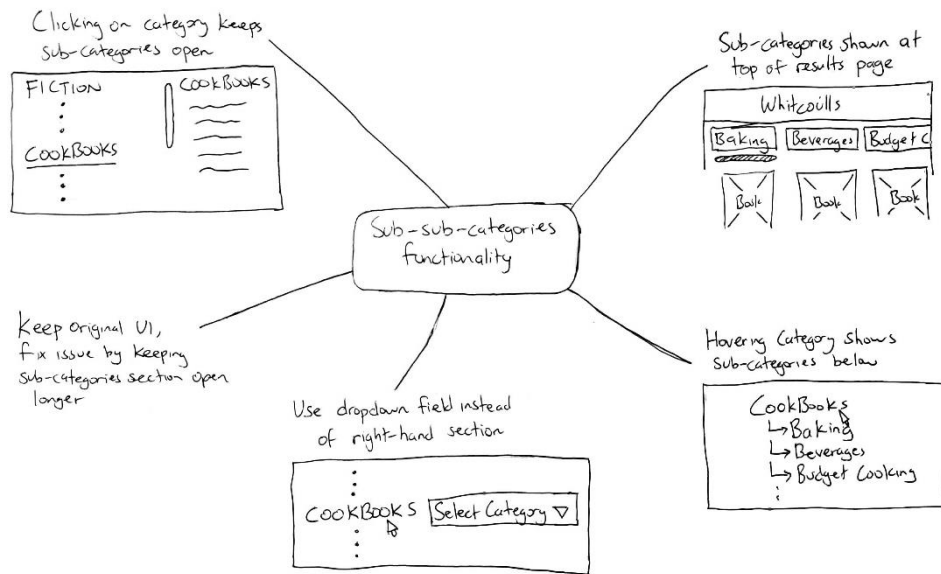 Clicking on category keeps
sub-categories open
FICTION
COOKBOOKS
COOKBOOKS
Sub-categories shown at
top of results page
Whitcoulls
Baking
Beverages
Budget C
Book
Book
Book
Sub-sub-categories
functionality
Keep original UI,
fix issue by keeping
sub-categories section open
longer
Use dropdown field instead
of right-hand section
COOKBOOKS
Select Category
Hovering Category shows
sub-categories below
COOKBOOKS
Baking
Beverages
Budget Cooking